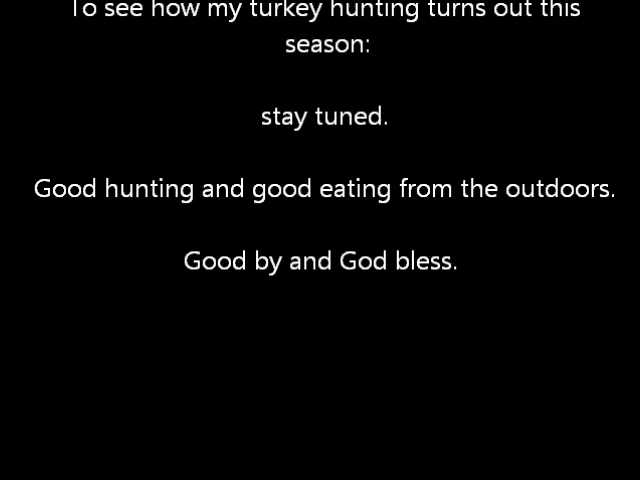 To see how my turkey hunting turns out this
season:
stay tuned.
Good hunting and good eating from the outdoors.
Good by and God bless.